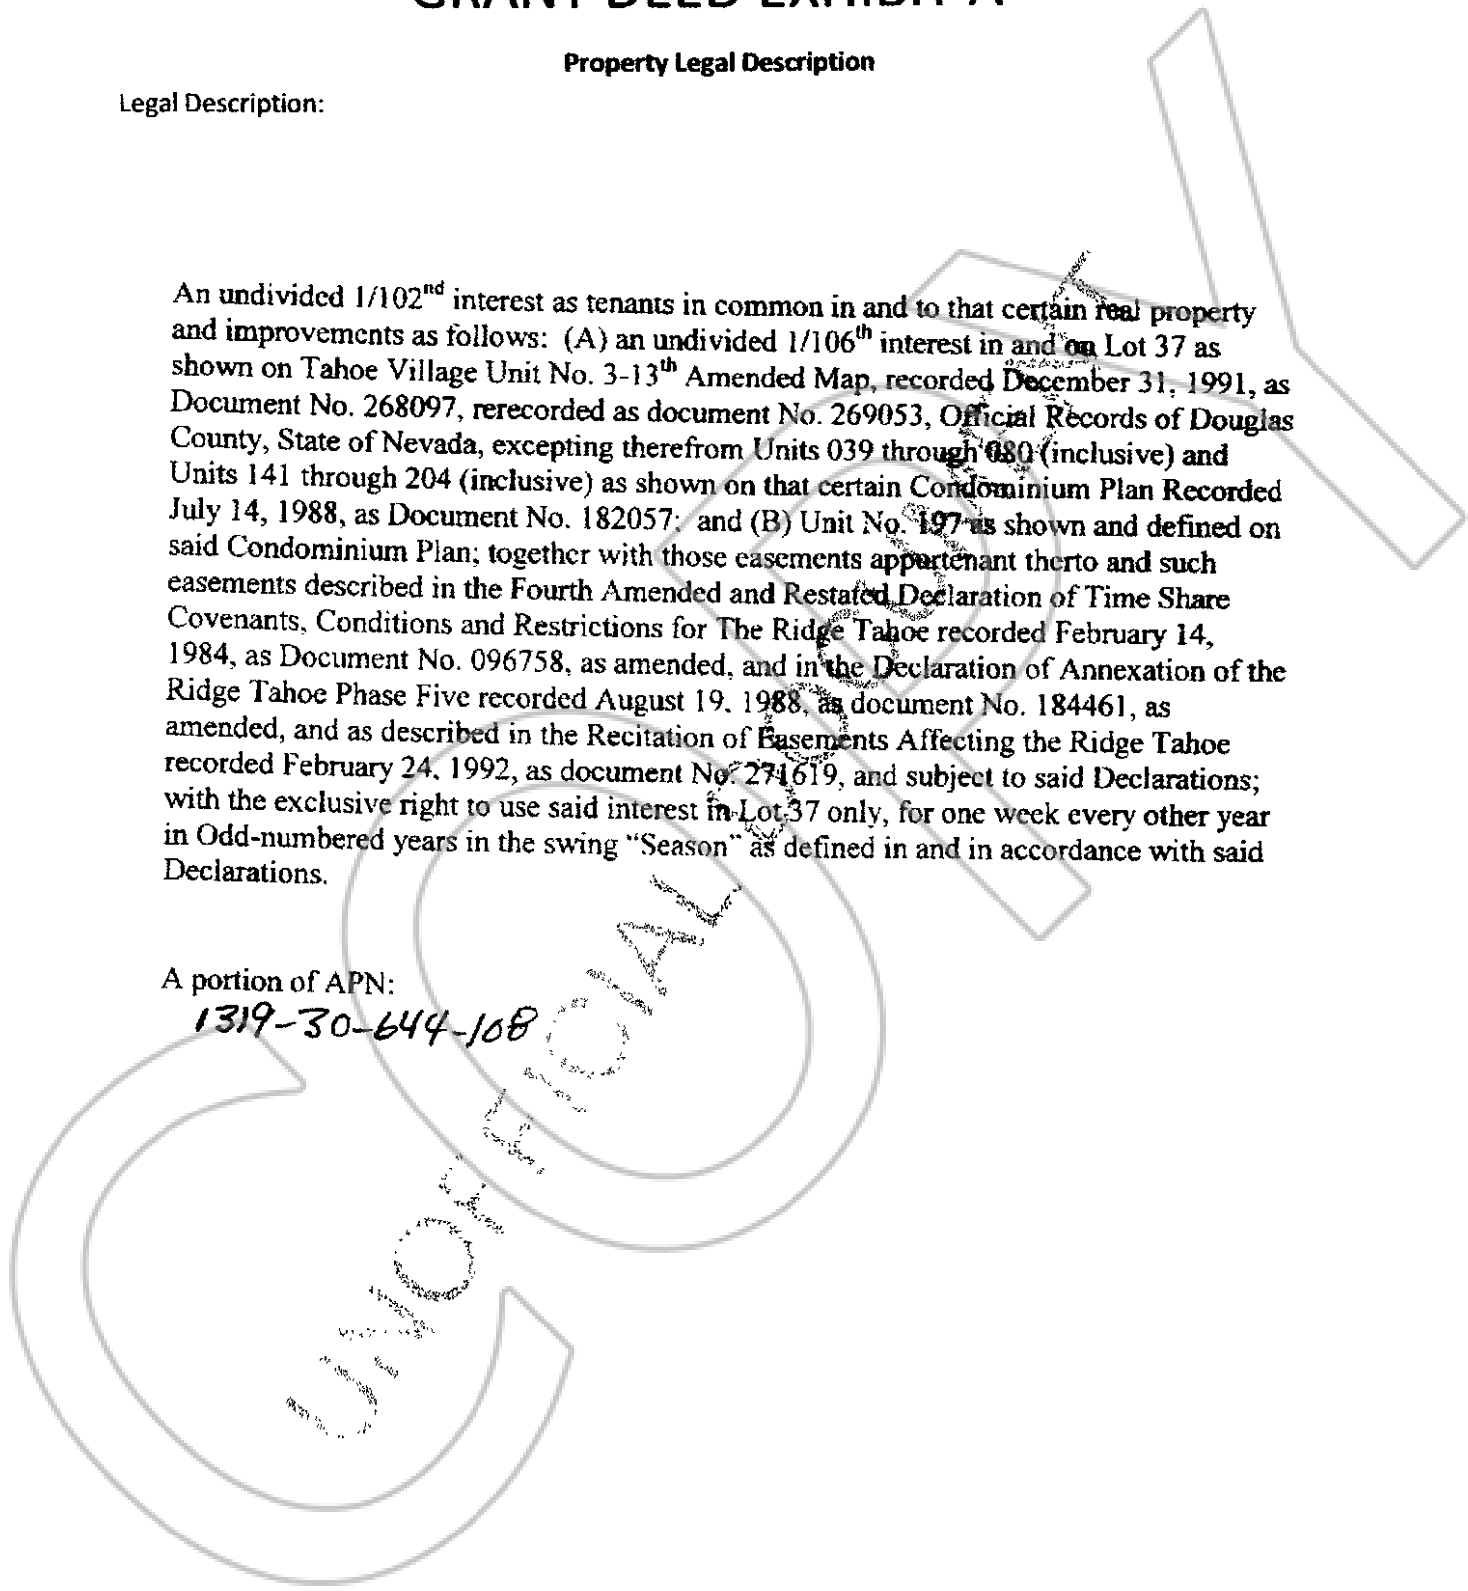 GRANT DEED EXHIBIT A
Property Legal Description
Legal Description:
An undivided 1/102nd interest as tenants in common in and to that certain real property
and improvements as follows: (A) an undivided 1/106th interest in and on Lot 37 as
shown on Tahoe Village Unit No. 3-13th Amended Map, recorded December 31, 1991, as
Document No. 268097, rerecorded as document No. 269053, Official Records of Douglas
County, State of Nevada, excepting therefrom Units 039 through 080 (inclusive) and
Units 141 through 204 (inclusive) as shown on that certain Condominium Plan Recorded
July 14, 1988, as Document No. 182057; and (B) Unit No. 197 as shown and defined on
said Condominium Plan; together with those easements appurtenant therto and such
easements described in the Fourth Amended and Restated Declaration of Time Share
Covenants, Conditions and Restrictions for The Ridge Tahoe recorded February 14,
1984, as Document No. 096758, as amended, and in the Declaration of Annexation of the
Ridge Tahoe Phase Five recorded August 19, 1988, as document No. 184461, as
amended, and as described in the Recitation of Easements Affecting the Ridge Tahoe
recorded February 24, 1992, as document No. 271619, and subject to said Declarations;
with the exclusive right to use said interest in Lot 37 only, for one week every other year
in Odd-numbered years in the swing “Season” as defined in and in accordance with said
Declarations.
A portion of APN:
1319-30-644-108
COPY
UNOFFICIAL DOCUMENT